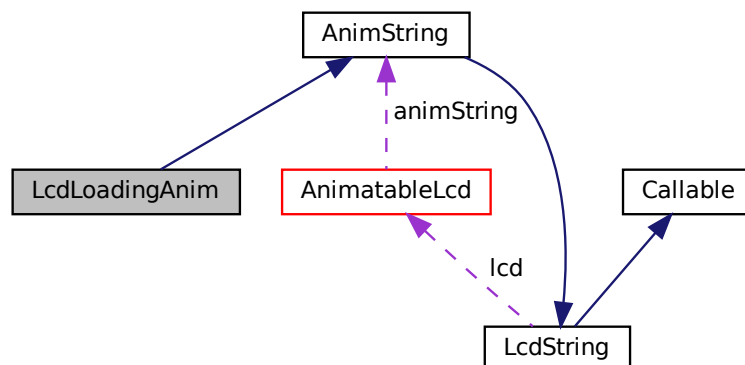 AnimString
animString
LcdLoadingAnim
AnimatableLcd
Callable
lcd
LcdString